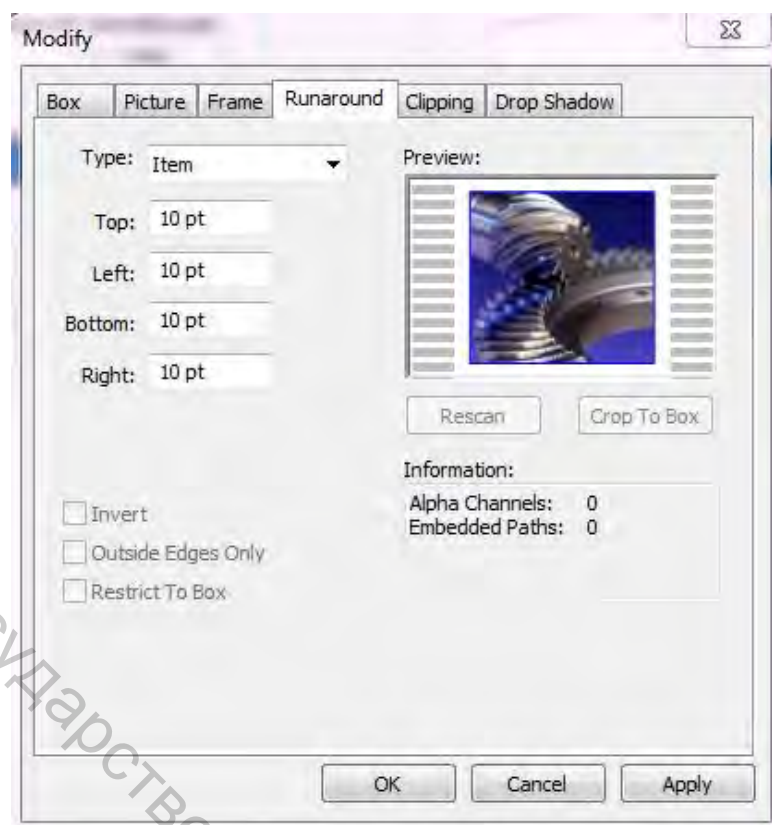 Modify
Box Picture Frame Runaround Clipping Drop Shadow
Type: Item
Preview:
Top: 10 pt
Left: 10 pt
Bottom: 10 pt
Right: 10 pt
Rescan Crop To Box
Information:
Alpha Channels: 0
Embedded Paths: 0
Invert
Outside Edges Only
Restrict To Box
OK Cancel Apply